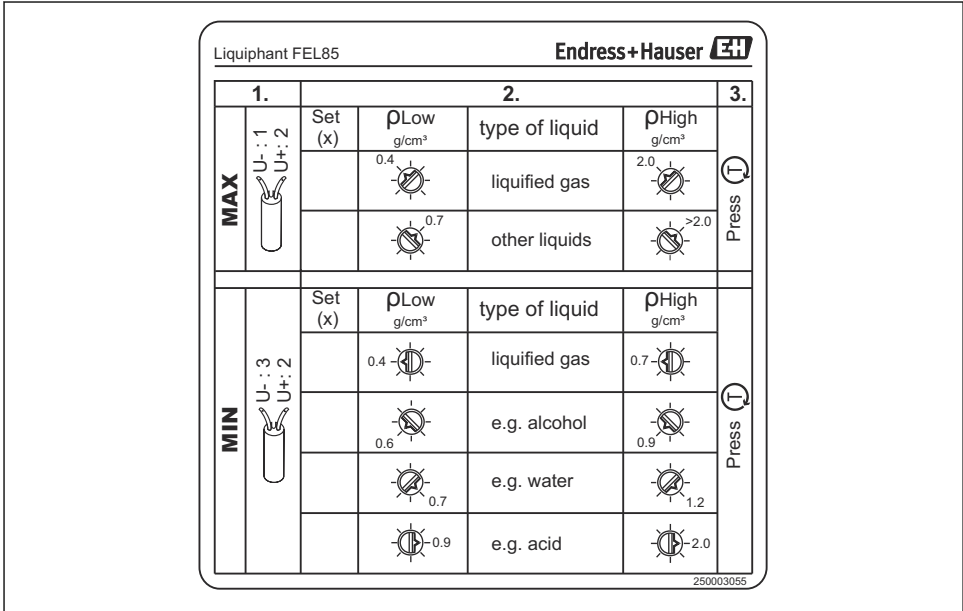 Liquiphant FEL85 Endress+Hauser EH
1. 2. 3.
MAX
U- : 1
U+: 2
Set (x) ρLow g/cm³ type of liquid ρHigh g/cm³
0.4 liquified gas 2.0
0.7 other liquids >2.0
Press T
MIN
U- : 3
U+: 2
Set (x) ρLow g/cm³ type of liquid ρHigh g/cm³
0.4 liquified gas 0.7
0.6 e.g. alcohol 0.9
0.7 e.g. water 1.2
0.9 e.g. acid 2.0
Press T
250003055